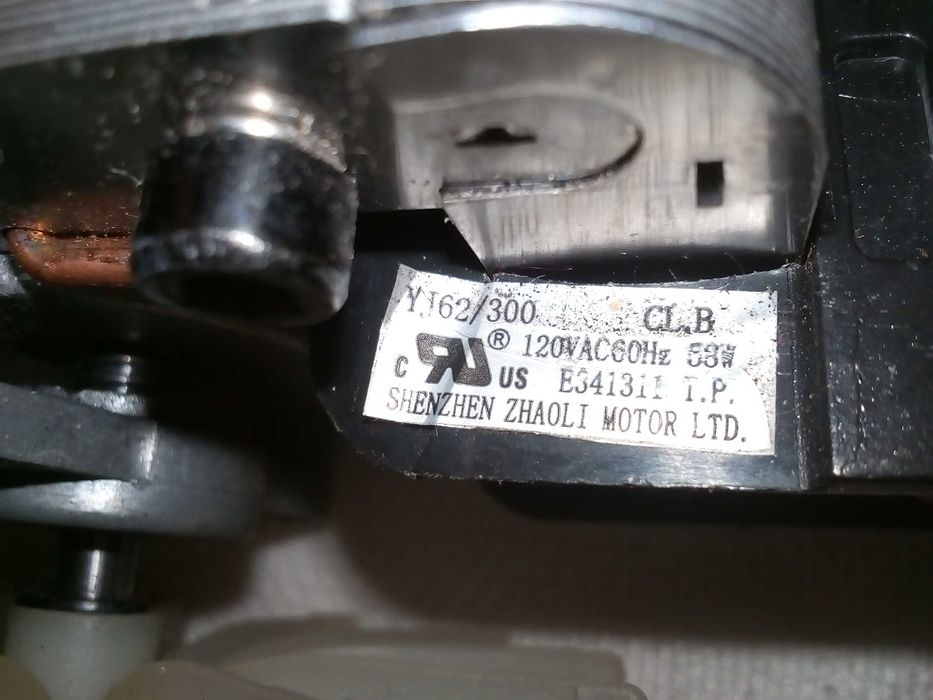 YJ62/300 CL.B
® 120VAC60Hz 58W
C US E341311 T.P.
SHENZHEN ZHAOLI MOTOR LTD.